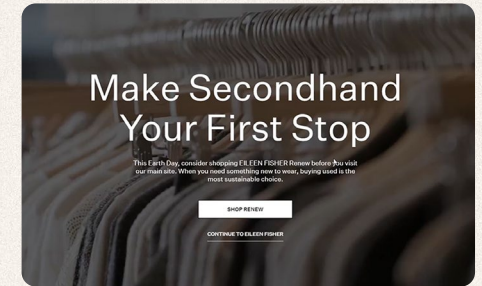 Make Secondhand
Your First Stop
This Earth Day, consider shopping EILEEN FISHER Renew before you visit
our main site. When you need something new to wear, buying used is the
most sustainable choice.
SHOP RENEW
CONTINUE TO EILEEN FISHER